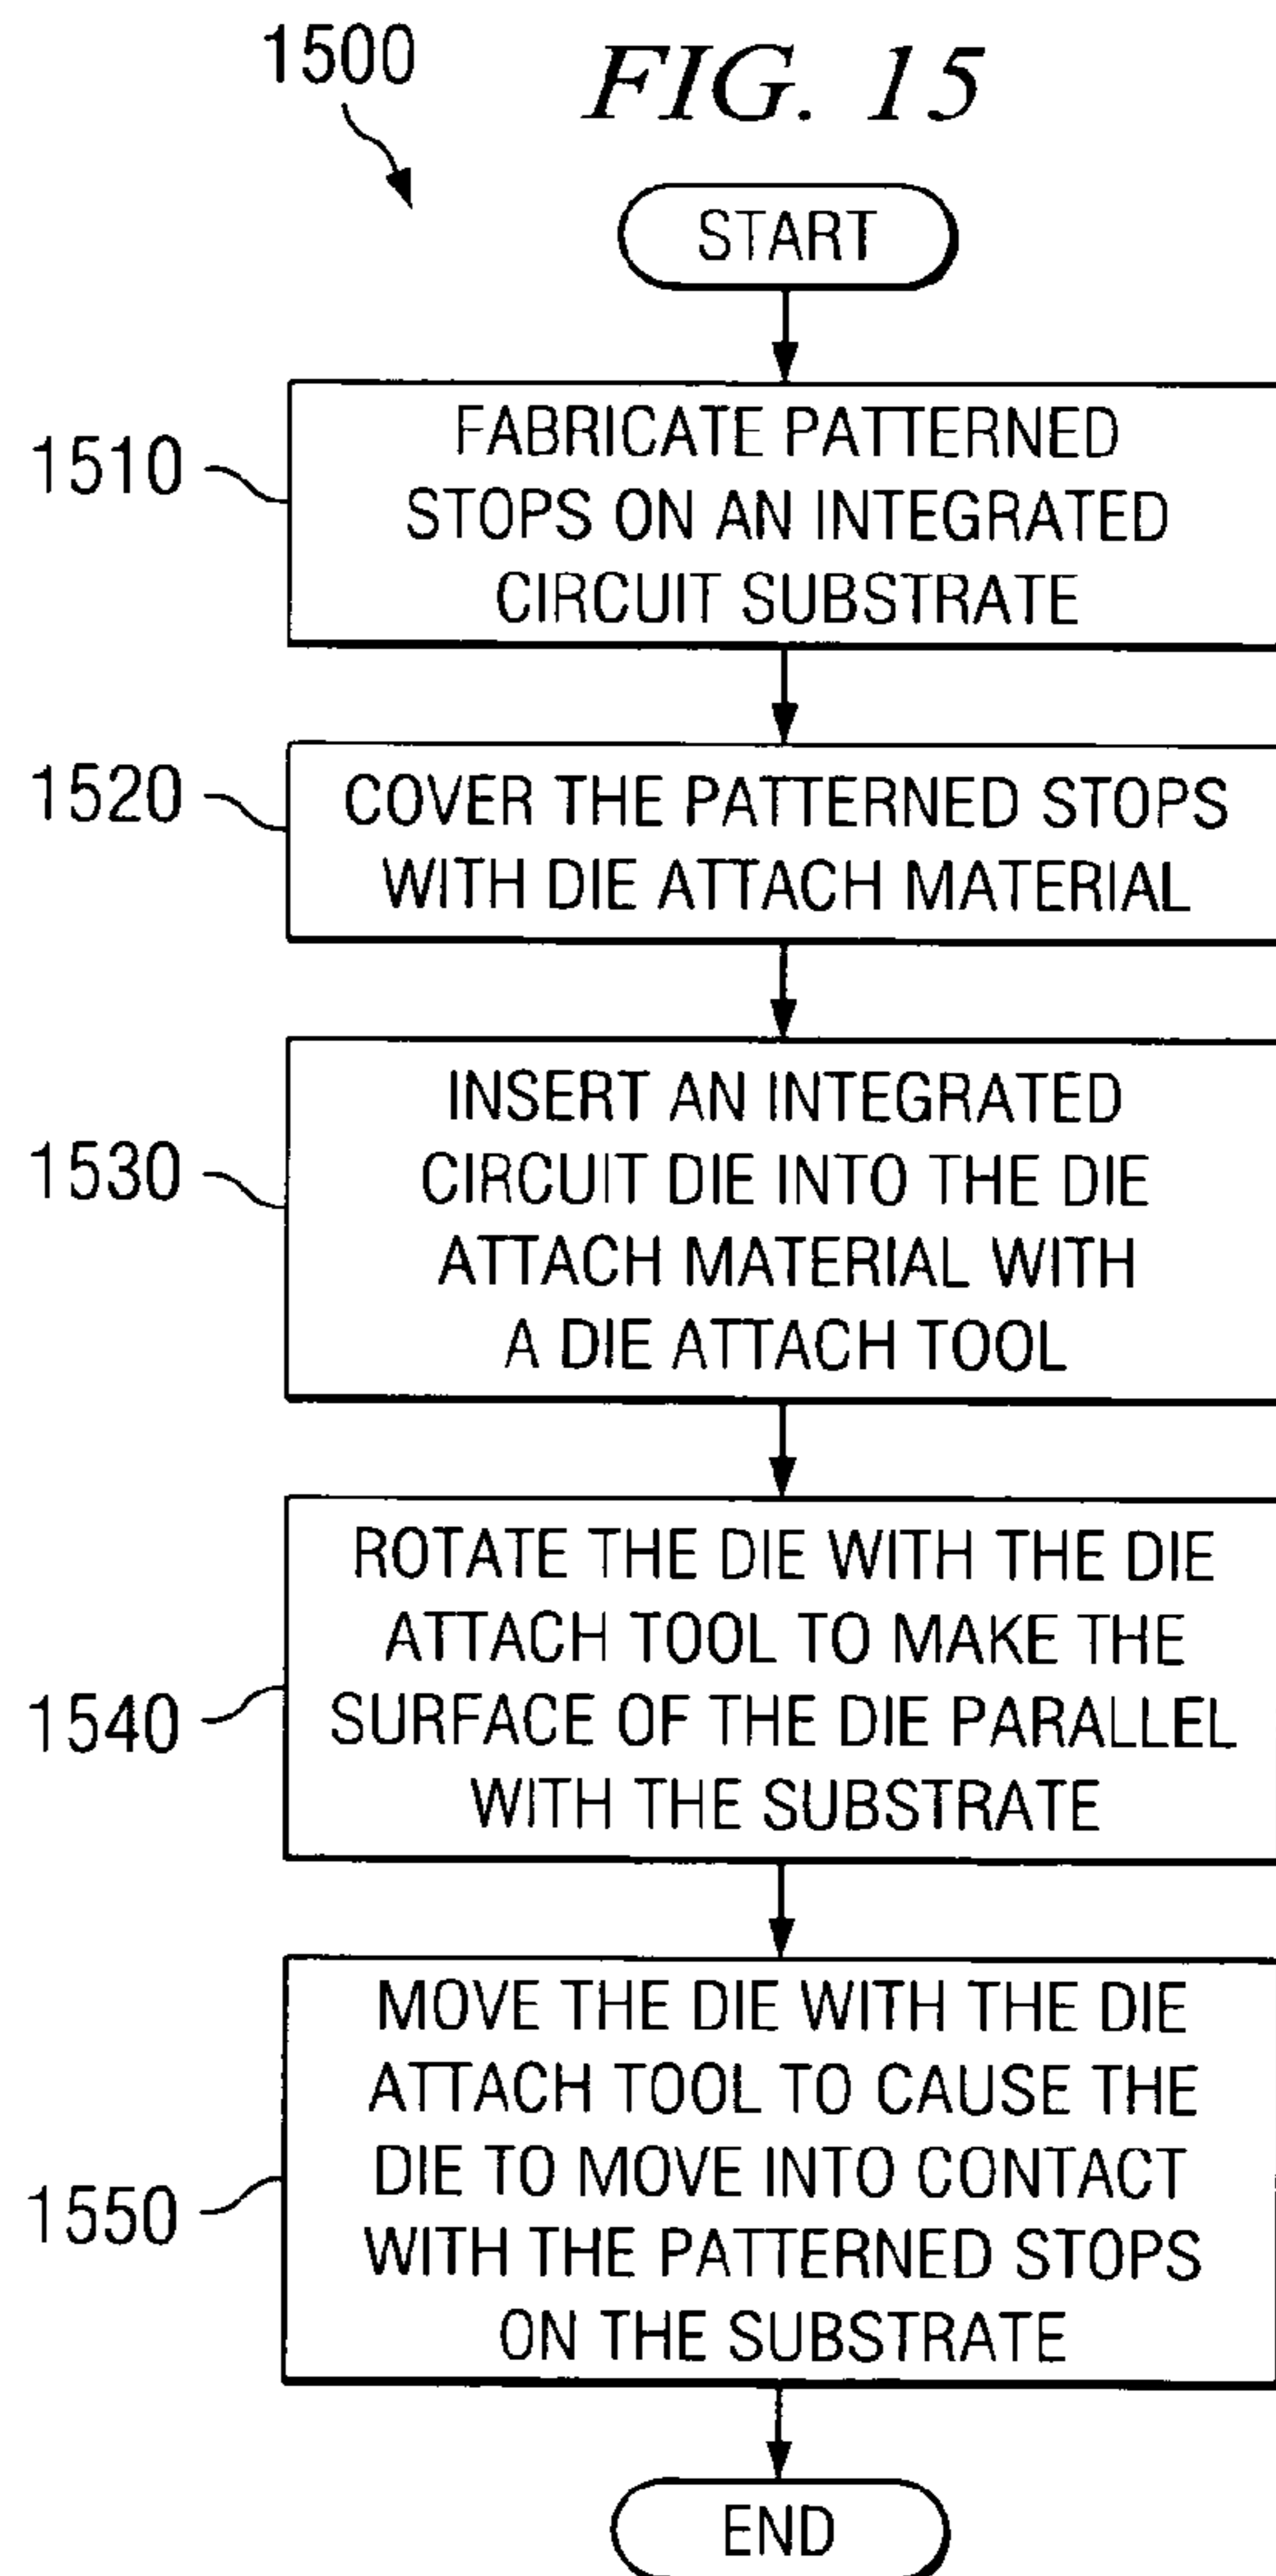 1500
FIG. 15
START
1510
FABRICATE PATTERNED
STOPS ON AN INTEGRATED
CIRCUIT SUBSTRATE
1520
COVER THE PATTERNED STOPS
WITH DIE ATTACH MATERIAL
1530
INSERT AN INTEGRATED
CIRCUIT DIE INTO THE DIE
ATTACH MATERIAL WITH
A DIE ATTACH TOOL
1540
ROTATE THE DIE WITH THE DIE
ATTACH TOOL TO MAKE THE
SURFACE OF THE DIE PARALLEL
WITH THE SUBSTRATE
1550
MOVE THE DIE WITH THE DIE
ATTACH TOOL TO CAUSE THE
DIE TO MOVE INTO CONTACT
WITH THE PATTERNED STOPS
ON THE SUBSTRATE
END